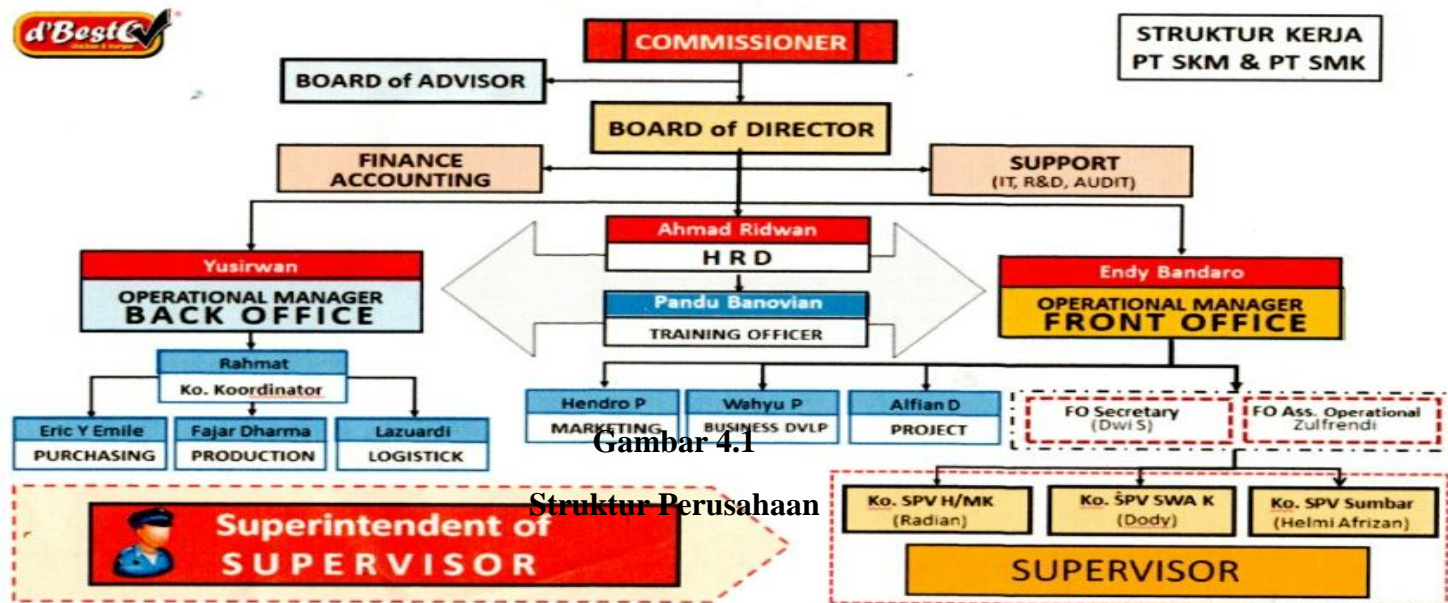 d'BestO
chicken & burger
COMMISSIONER
STRUKTUR KERJA
PT SKM & PT SMK
BOARD of ADVISOR
BOARD of DIRECTOR
FINANCE
ACCOUNTING
SUPPORT
(IT, R&D, AUDIT)
Ahmad Ridwan
H R D
Pandu Banovian
TRAINING OFFICER
Yusirwan
OPERATIONAL MANAGER
BACK OFFICE
Endy Bandaro
OPERATIONAL MANAGER
FRONT OFFICE
Rahmat
Ko. Koordinator
Eric Y Emile
PURCHASING
Fajar Dharma
PRODUCTION
Lazuardi
LOGISTICK
Hendro P
MARKETING
Wahyu P
BUSINESS DVLP
Alfian D
PROJECT
FO Secretary
(Dwi S)
FO Ass. Operational
Zulfrendi
Gambar 4.1
Struktur Perusahaan
Ko. SPV H/MK
(Radian)
Ko. SPV SWA K
(Dody)
Ko. SPV Sumbar
(Helmi Afrizan)
Superintendent of
SUPERVISOR
SUPERVISOR